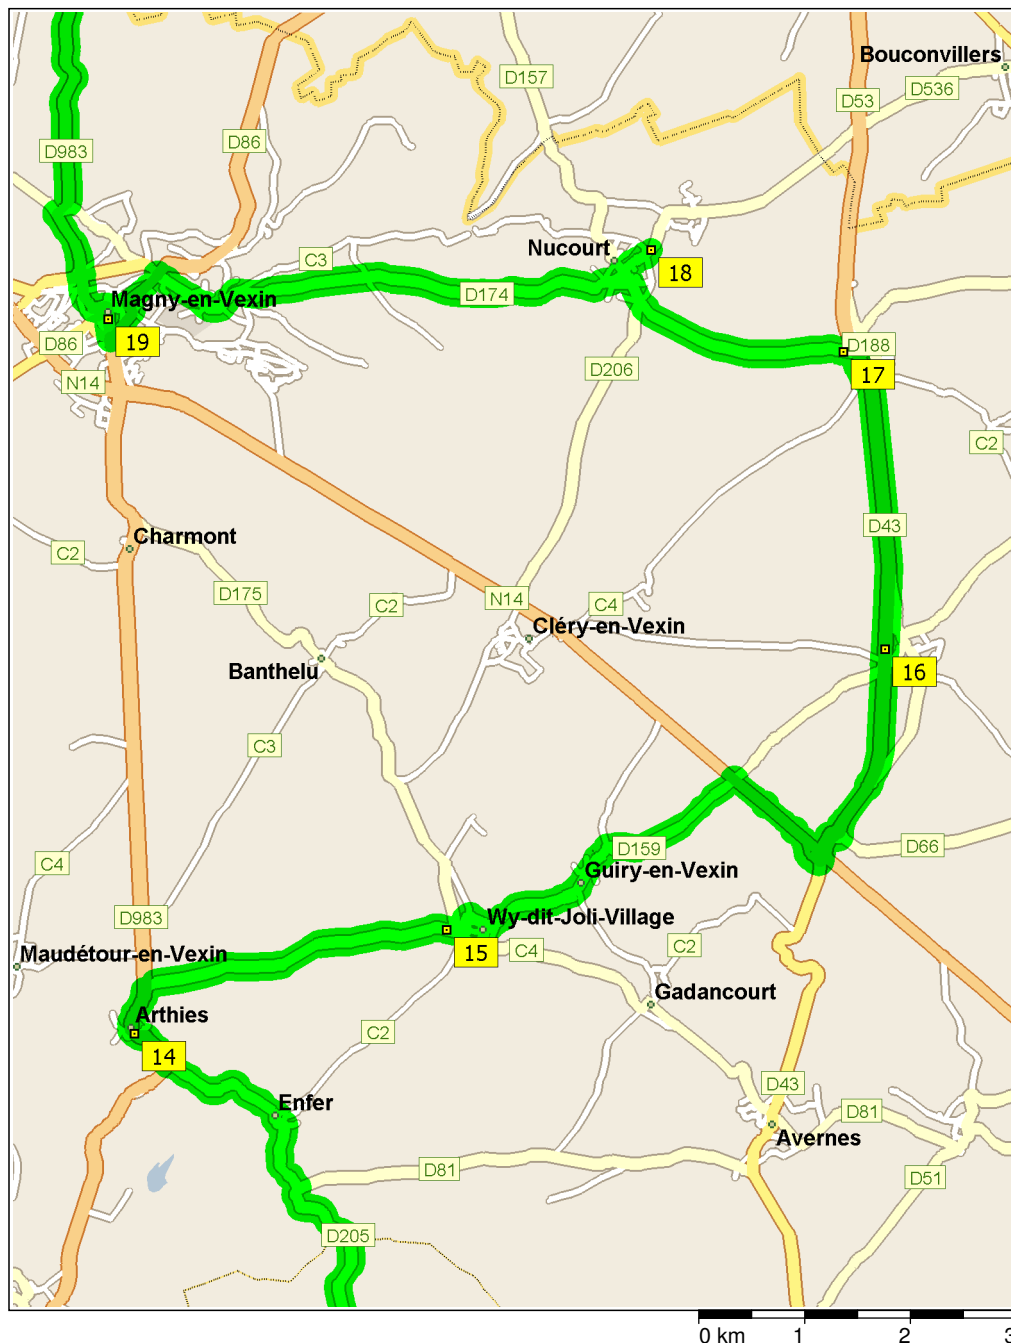 Bouconvillers
D157
D536
D53
D86
D983
Nucourt
C3
18
D174
Magny-en-Vexin
19
D86
D188
17
N14
D206
C2
D43
Charmont
C2
D175
C2
N14
C4
Cléry-en-Vexin
Banthelu
16
C3
D159
D66
C4
Guiry-en-Vexin
D983
Wy-dit-Joli-Village
Maudétour-en-Vexin
15
C4
C2
Gadancourt
Arthies
14
C2
D43
Enfer
D81
Avernes
D81
D51
D205
0 km 1 2 3